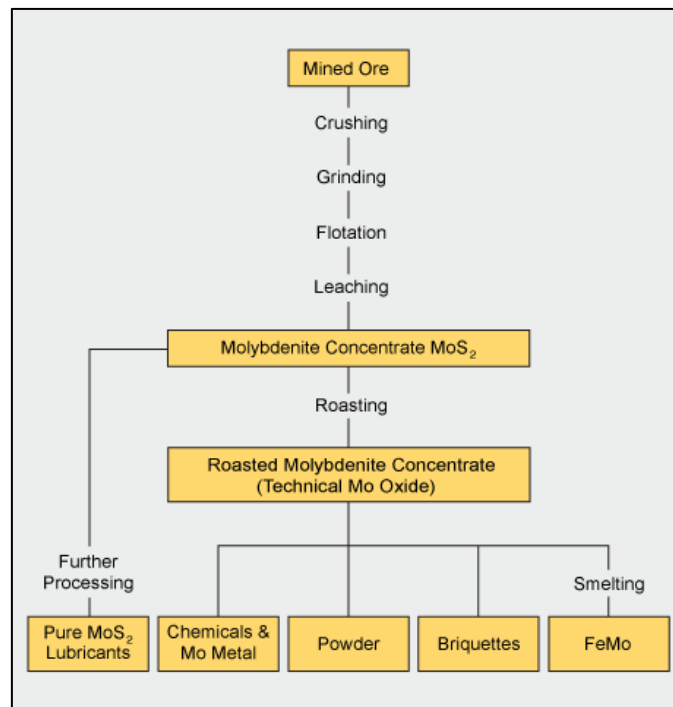 Mined Ore
Crushing
Grinding
Flotation
Leaching
Molybdenite Concentrate MoS₂
Roasting
Roasted Molybdenite Concentrate
(Technical Mo Oxide)
Further
Processing
Smelting
Pure MoS₂
Lubricants
Chemicals &
Mo Metal
Powder
Briquettes
FeMo